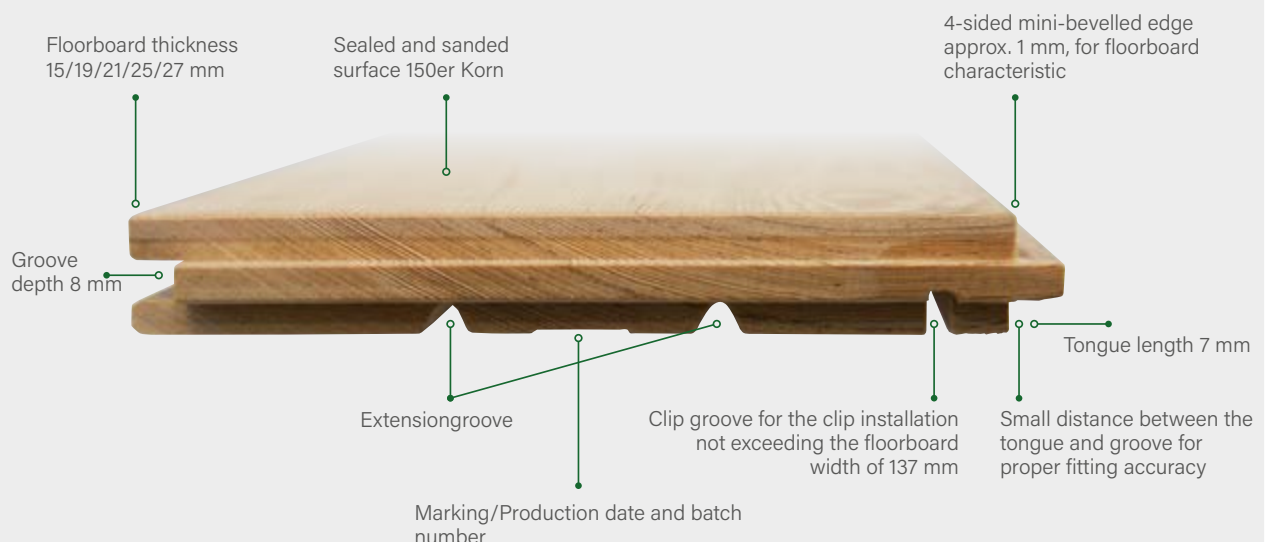 Floorboard thickness
15/19/21/25/27 mm
Sealed and sanded
surface 150er Korn
4-sided mini-bevelled edge
approx. 1 mm, for floorboard
characteristic
Groove
depth 8 mm
Tongue length 7 mm
Extensiongroove
Clip groove for the clip installation
not exceeding the floorboard
width of 137 mm
Small distance between the
tongue and groove for
proper fitting accuracy
Marking/Production date and batch
number